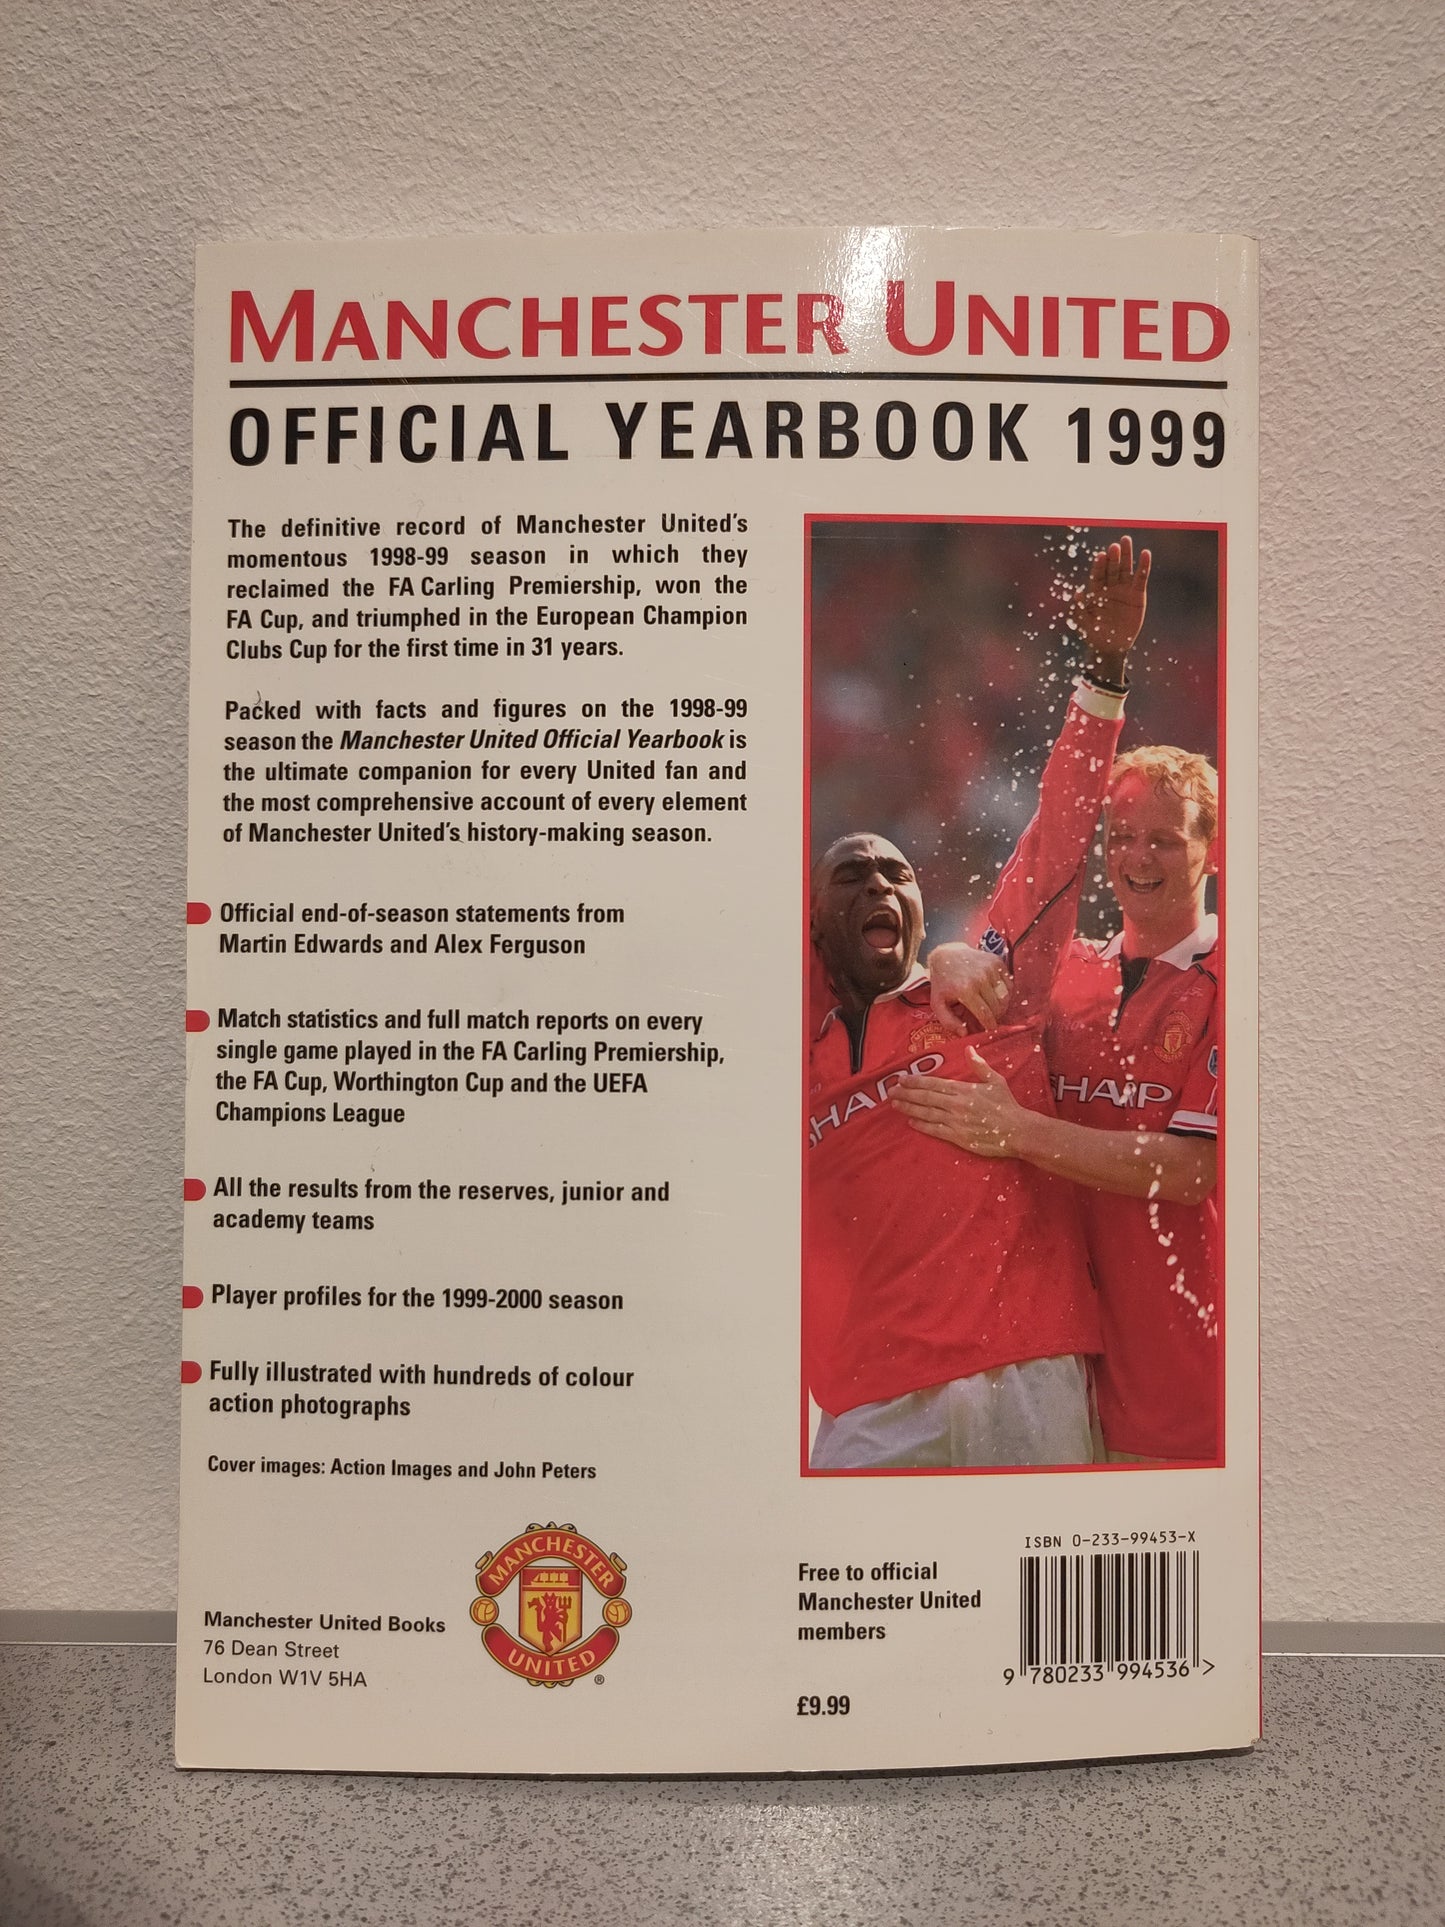 MANCHESTER UNITED
OFFICIAL YEARBOOK 1999
The definitive record of Manchester United's
momentous 1998-99 season in which they
reclaimed the FA Carling Premiership, won the
FA Cup, and triumphed in the European Champion
Clubs Cup for the first time in 31 years.
Packed with facts and figures on the 1998-99
season the Manchester United Official Yearbook is
the ultimate companion for every United fan and
the most comprehensive account of every element
of Manchester United's history-making season.
Official end-of-season statements from
Martin Edwards and Alex Ferguson
Match statistics and full match reports on every
single game played in the FA Carling Premiership,
the FA Cup, Worthington Cup and the UEFA
Champions League
All the results from the reserves, junior and
academy teams
Player profiles for the 1999-2000 season
Fully illustrated with hundreds of colour
action photographs
Cover images: Action Images and John Peters
SHARP
SHARP
Manchester United Books
76 Dean Street
London W1V 5HA
MANCHESTER
UNITED
®
Free to official
Manchester United
members
£9.99
ISBN 0-233-99453-X
9 780233 994536 >